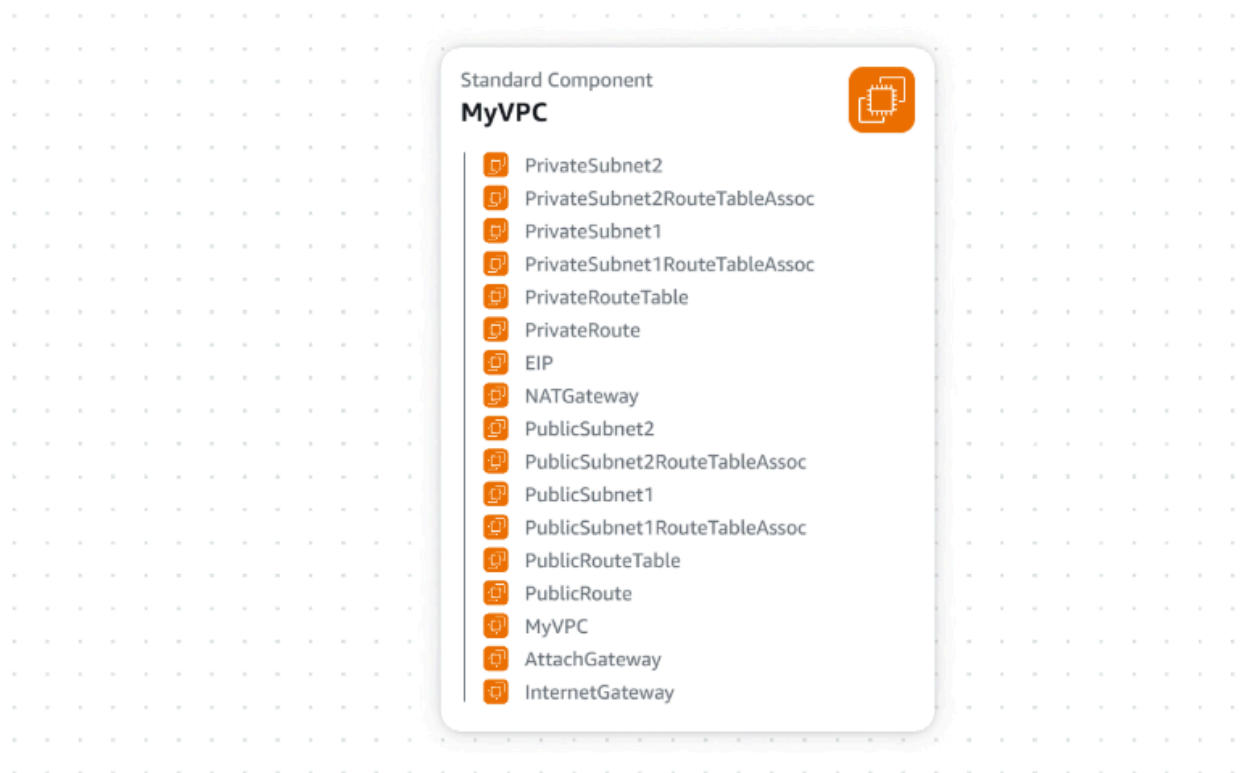 Standard Component
MyVPC
PrivateSubnet2
PrivateSubnet2RouteTableAssoc
PrivateSubnet1
PrivateSubnet1RouteTableAssoc
PrivateRouteTable
PrivateRoute
EIP
NATGateway
PublicSubnet2
PublicSubnet2RouteTableAssoc
PublicSubnet1
PublicSubnet1RouteTableAssoc
PublicRouteTable
PublicRoute
MyVPC
AttachGateway
InternetGateway